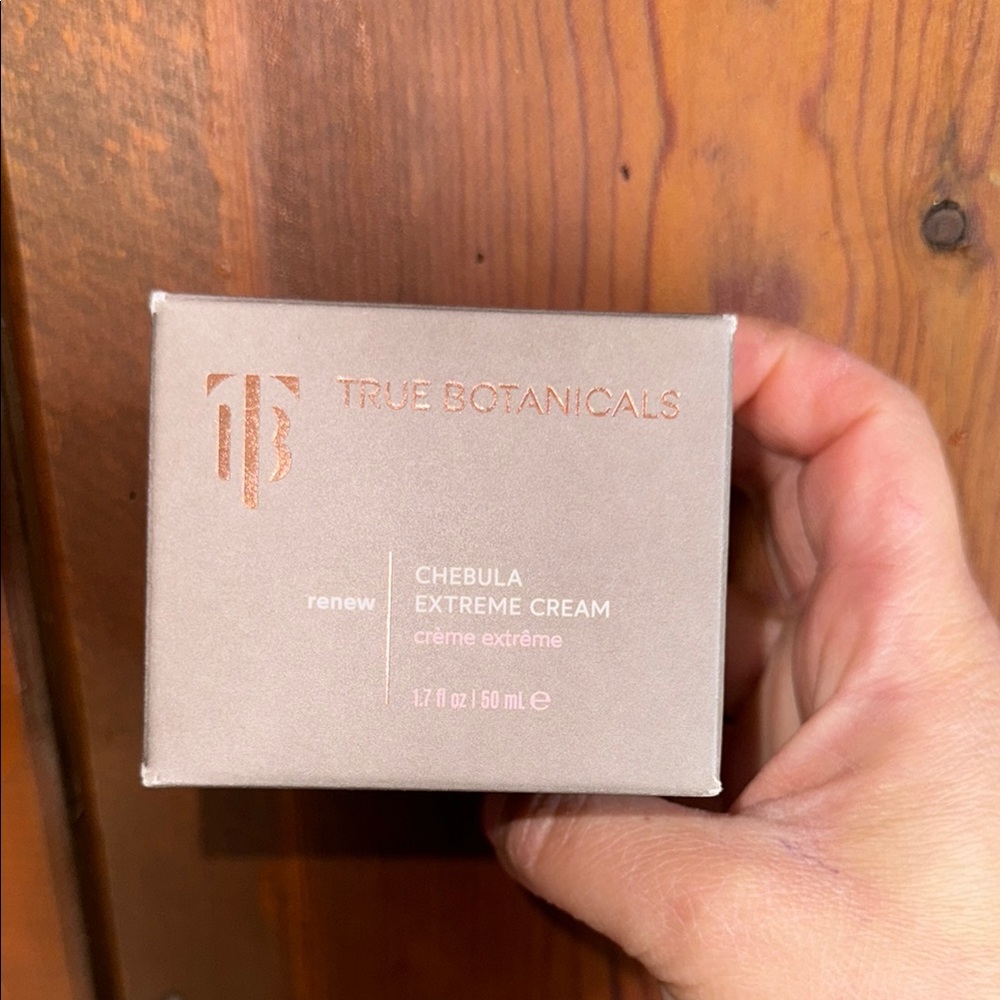 TB
TRUE BOTANICALS
renew
CHEBULA
EXTREME CREAM
crème extrême
1.7 fl oz | 50 mL ℮